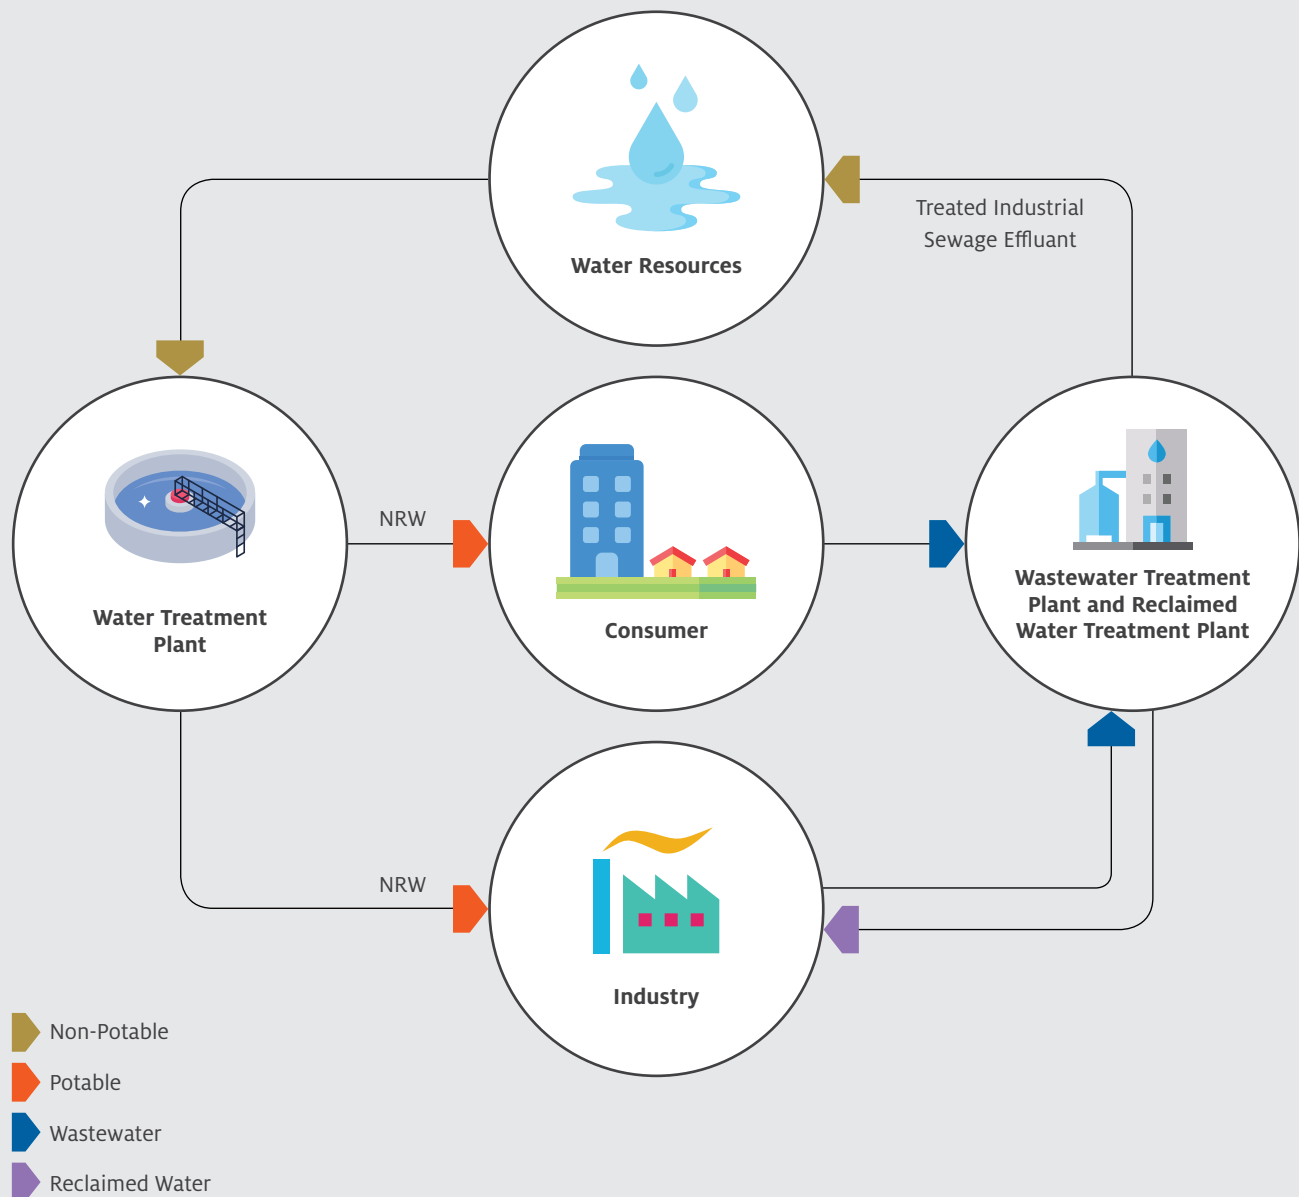 Water Resources
Treated Industrial
Sewage Effluant
Water Treatment
Plant
NRW
Consumer
Wastewater Treatment
Plant and Reclaimed
Water Treatment Plant
NRW
Industry
Non-Potable
Potable
Wastewater
Reclaimed Water